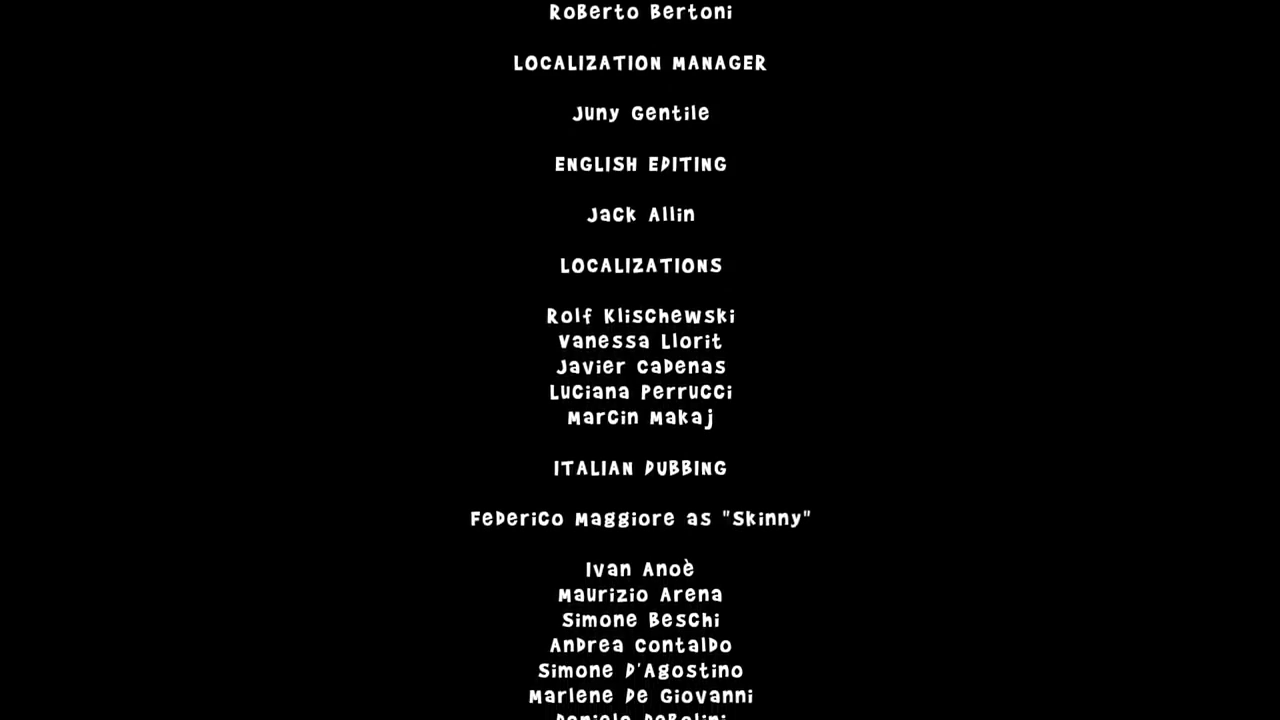 Roberto Bertoni
LOCALIZATION MANAGER
Juny Gentile
ENGLISH EDITING
Jack Allin
LOCALIZATIONS
Rolf Klischewski
Vanessa Llorit
Javier Cadenas
Luciana Perrucci
Marcin Makaj
ITALIAN DUBBING
Federico Maggiore as "Skinny"
Ivan Anoè
Maurizio Arena
Simone Beschi
Andrea Contaldo
Simone D'Agostino
Marlene De Giovanni